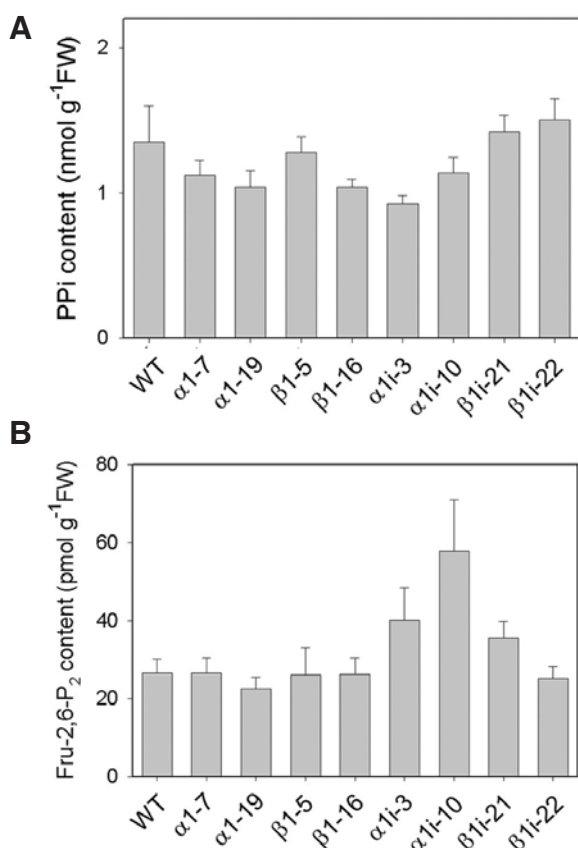 A
PPi content (nmol g⁻¹FW)
2
1
0
WT
α1-7
α1-19
β1-5
β1-16
α1i-3
α1i-10
β1i-21
β1i-22
B
Fru-2,6-P₂ content (pmol g⁻¹FW)
80
60
40
20
0
WT
α1-7
α1-19
β1-5
β1-16
α1i-3
α1i-10
β1i-21
β1i-22